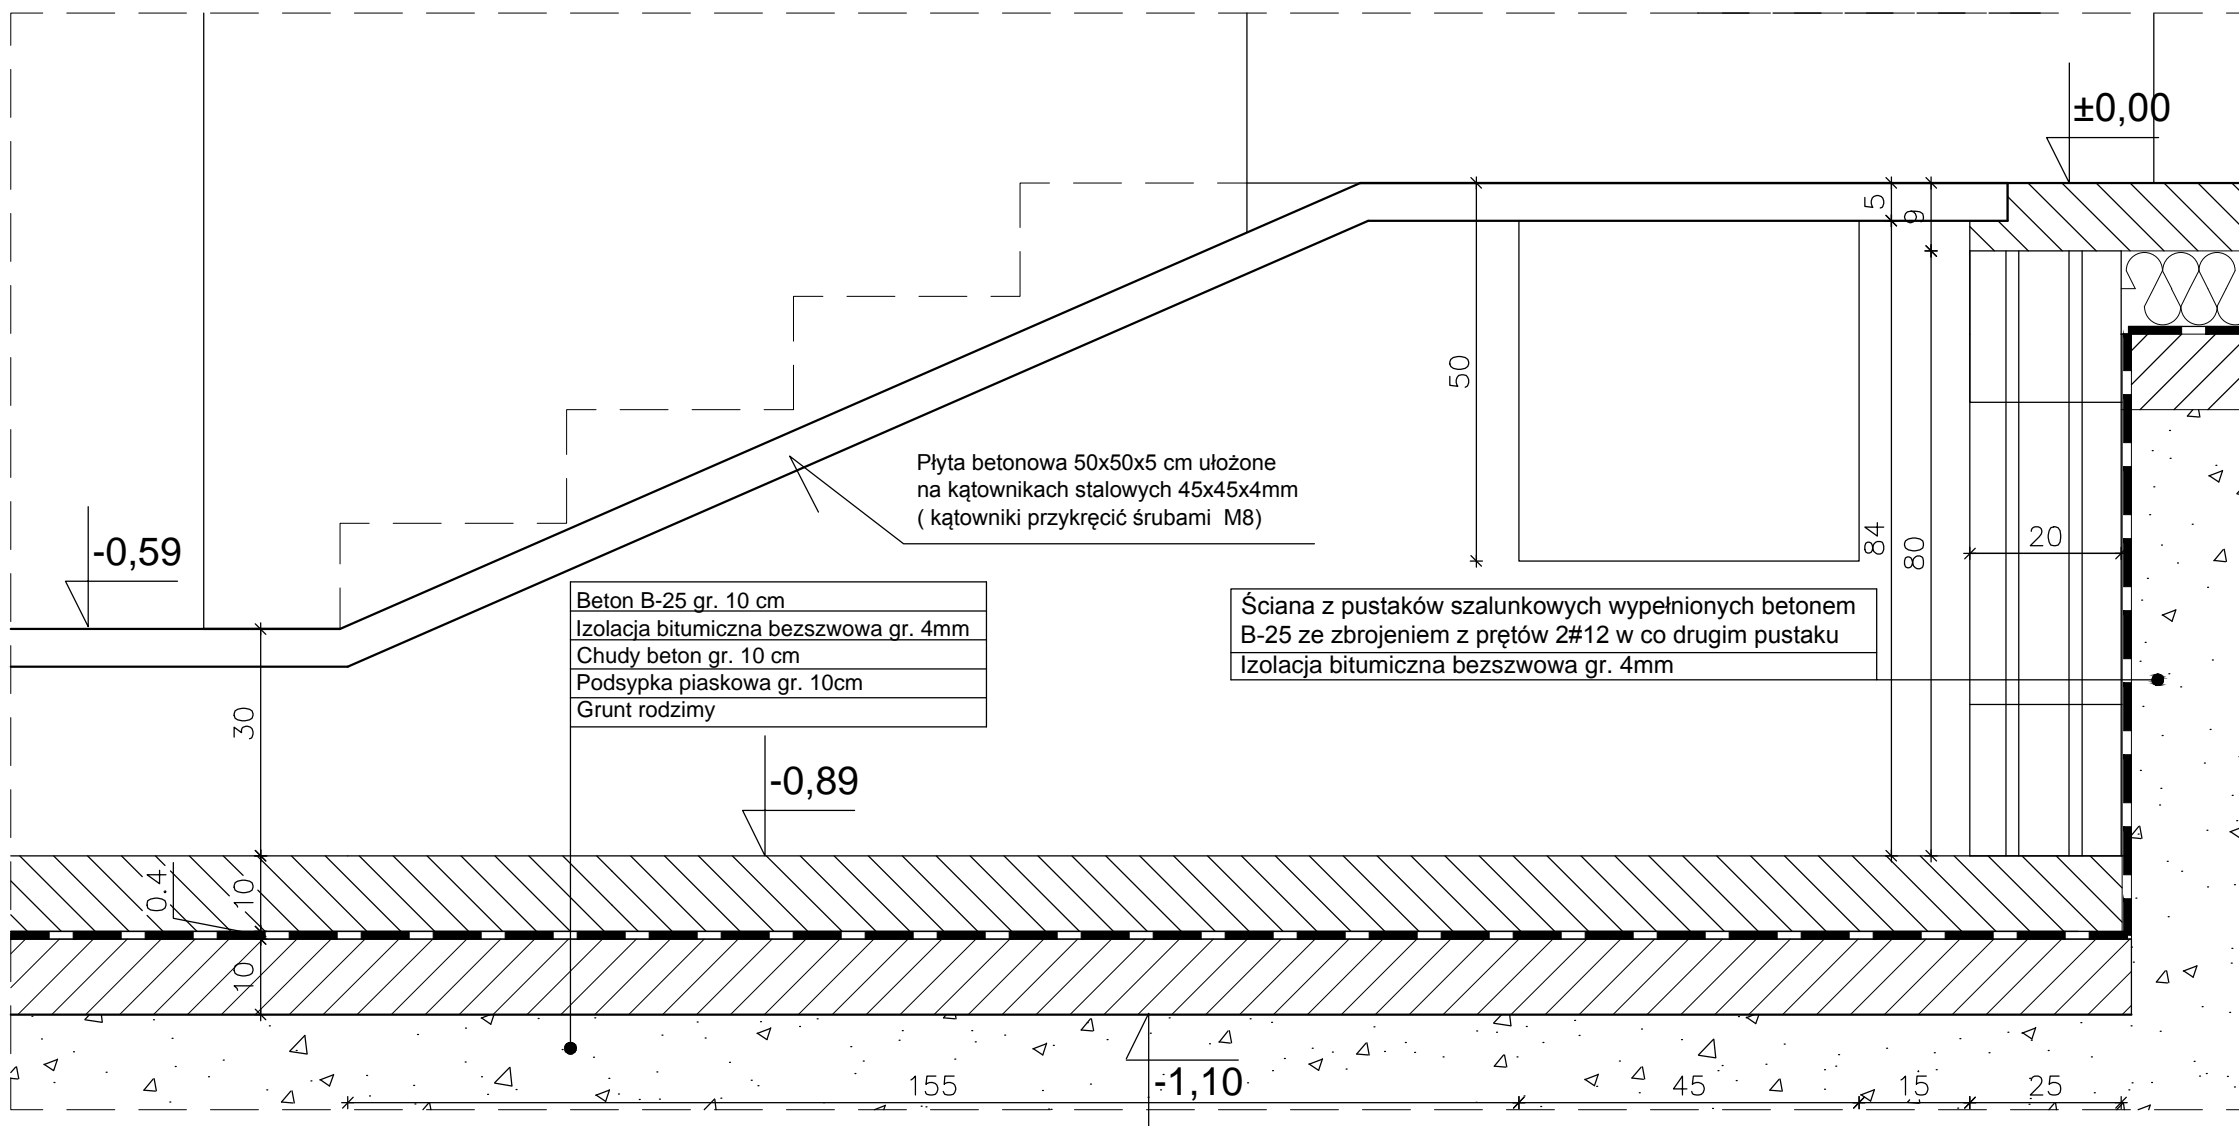 ±0,00
5
9
50
-0,59
Płyta betonowa 50x50x5 cm ułożone
na kątownikach stalowych 45x45x4mm
( kątowniki przykręcić śrubami M8)
84
80
20
Beton B-25 gr. 10 cm
Izolacja bitumiczna bezszwowa gr. 4mm
Chudy beton gr. 10 cm
Podsypka piaskowa gr. 10cm
Grunt rodzimy
Ściana z pustaków szalunkowych wypełnionych betonem
B-25 ze zbrojeniem z prętów 2#12 w co drugim pustaku
Izolacja bitumiczna bezszwowa gr. 4mm
30
-0,89
0.4
10
10
-1,10
155
45
15
25